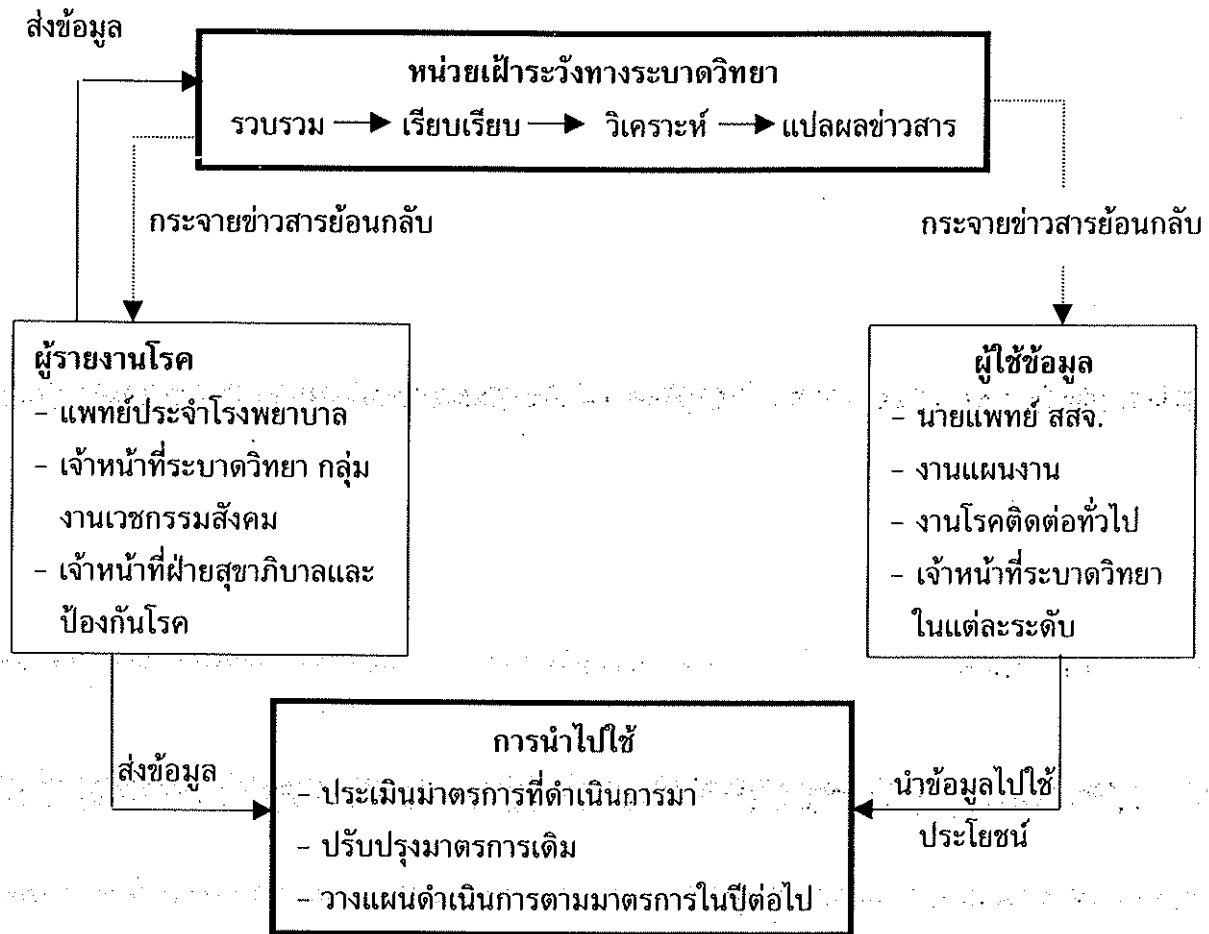 ส่งข้อมูล
หน่วยเฝ้าระวังทางระบาดวิทยา
รวบรวม → เรียบเรียบ → วิเคราะห์ → แปลผลข่าวสาร
กระจายข่าวสารย้อนกลับ
กระจายข่าวสารย้อนกลับ
ผู้รายงานโรค
– แพทย์ประจำโรงพยาบาล
– เจ้าหน้าที่ระบาดวิทยา กลุ่ม
งานเวชกรรมสังคม
– เจ้าหน้าที่ฝ่ายสุขาภิบาลและ
ป้องกันโรค
ผู้ใช้ข้อมูล
– นายแพทย์ สสจ.
– งานแผนงาน
– งานโรคติดต่อทั่วไป
– เจ้าหน้าที่ระบาดวิทยา
ในแต่ละระดับ
ส่งข้อมูล
การนำไปใช้
– ประเมินมาตรการที่ดำเนินการมา
– ปรับปรุงมาตรการเดิม
– วางแผนดำเนินการตามมาตรการในปีต่อไป
นำข้อมูลไปใช้
ประโยชน์